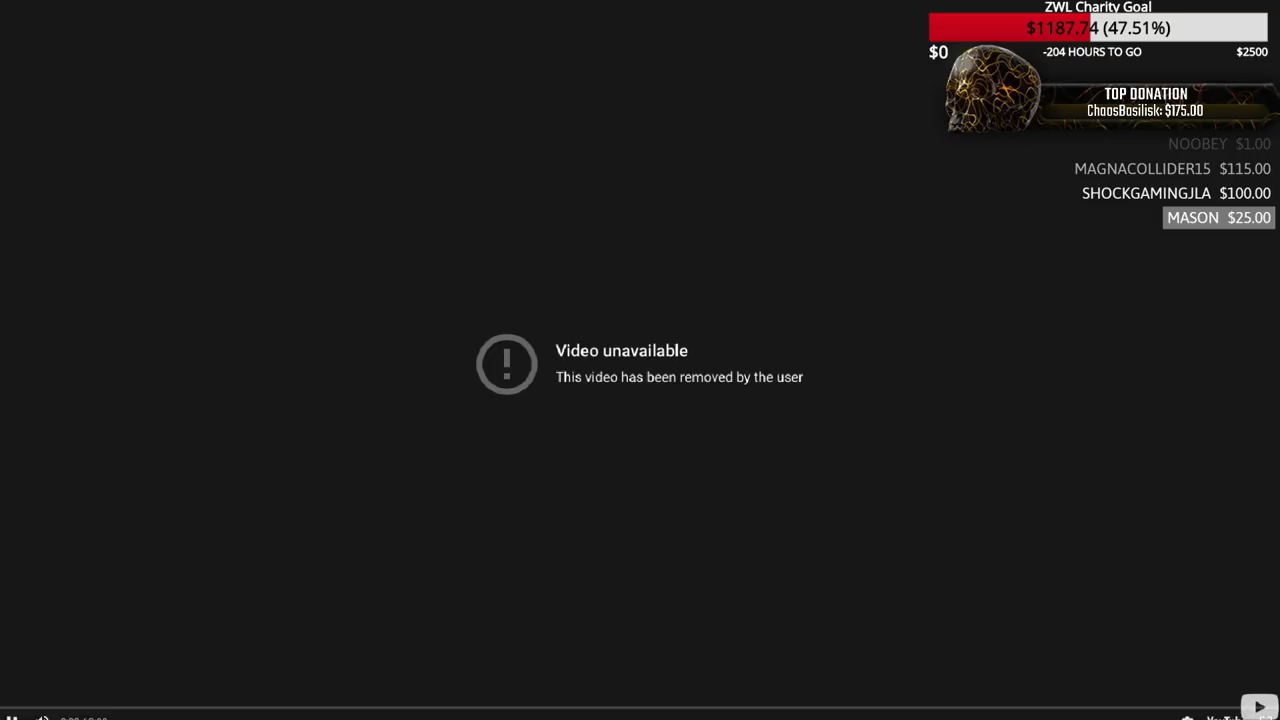 ZWL Charity Goal
$1187.74 (47.51%)
$0 -204 HOURS TO GO $2500
TOP DONATION
ChaosBasilisk: $175.00
NOOBEY $1.00
MAGNACOLLIDER15 $115.00
SHOCKGAMINGJLA $100.00
MASON $25.00
Video unavailable
This video has been removed by the user